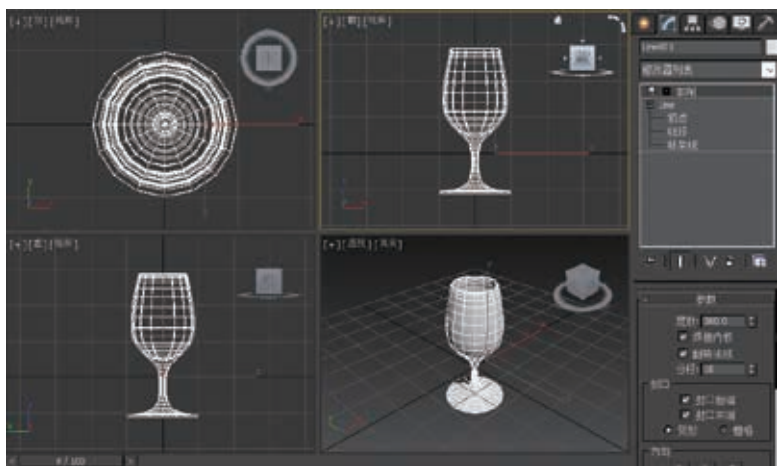 [+][顶][线框]
[+][前][线框]
[+][左][线框]
[+][透视][真实]
Line01
修改器列表
车削
Line
顶点
线段
样条线
参数
度数: 360.0
焊接内核
翻转法线
分段: 16
封口
封口始端
封口末端
变形 栅格
方向
0 / 100